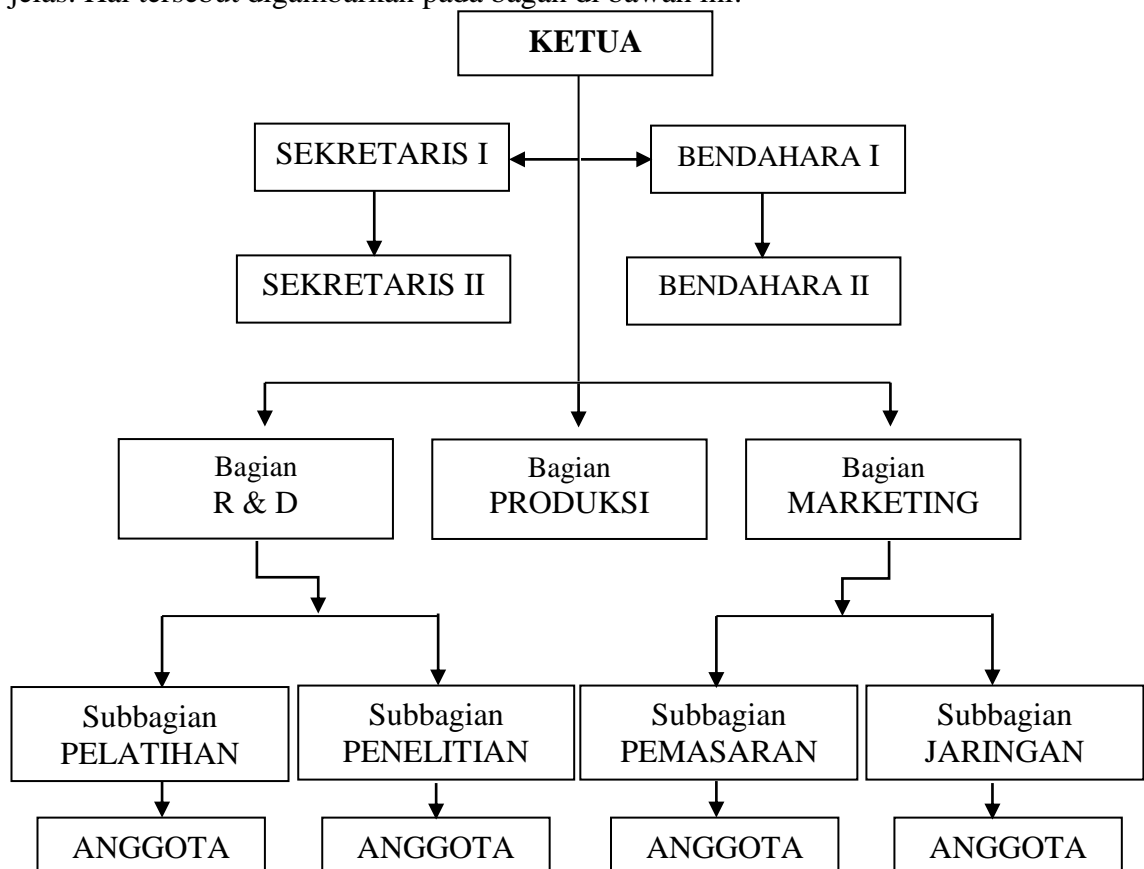 jelas. Hal tersebut digambarkan pada bagan di bawah ini.
KETUA
SEKRETARIS I
BENDAHARA I
SEKRETARIS II
BENDAHARA II
Bagian
R & D
Bagian
PRODUKSI
Bagian
MARKETING
Subbagian
PELATIHAN
Subbagian
PENELITIAN
Subbagian
PEMASARAN
Subbagian
JARINGAN
ANGGOTA
ANGGOTA
ANGGOTA
ANGGOTA